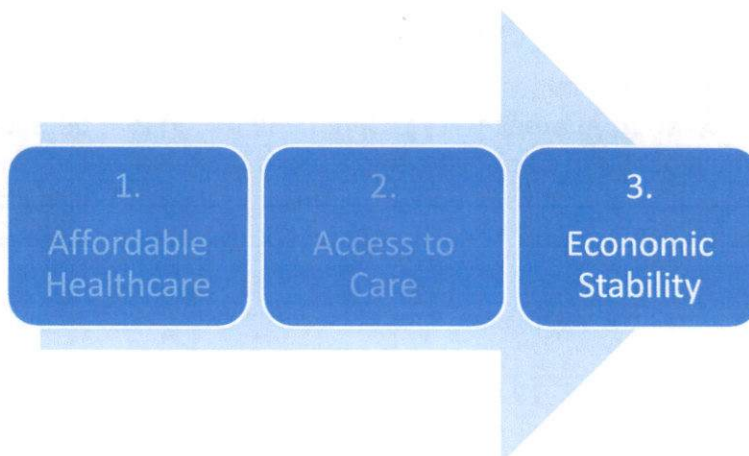 1.
Affordable
Healthcare
2.
Access to
Care
3.
Economic
Stability